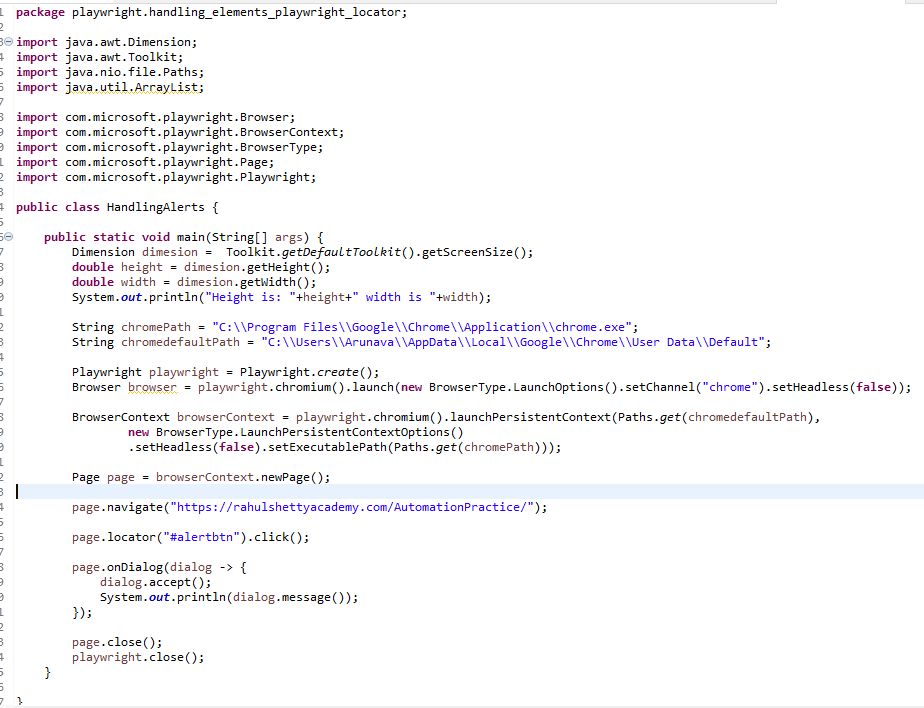 package playwright.handling_elements_playwright_locator;
import java.awt.Dimension;
import java.awt.Toolkit;
import java.nio.file.Paths;
import java.util.ArrayList;
import com.microsoft.playwright.Browser;
import com.microsoft.playwright.BrowserContext;
import com.microsoft.playwright.BrowserType;
import com.microsoft.playwright.Page;
import com.microsoft.playwright.Playwright;
public class HandlingAlerts {
public static void main(String[] args) {
Dimension dimesion =  Toolkit.getDefaultToolkit().getScreenSize();
double height = dimesion.getHeight();
double width = dimesion.getWidth();
System.out.println("Height is: "+height+" width is "+width);
String chromePath = "C:\\Program Files\\Google\\Chrome\\Application\\chrome.exe";
String chromedefaultPath = "C:\\Users\\Arunava\\AppData\\Local\\Google\\Chrome\\User Data\\Default";
Playwright playwright = Playwright.create();
Browser browser = playwright.chromium().launch(new BrowserType.LaunchOptions().setChannel("chrome").setHeadless(false));
BrowserContext browserContext = playwright.chromium().launchPersistentContext(Paths.get(chromedefaultPath),
new BrowserType.LaunchPersistentContextOptions()
.setHeadless(false).setExecutablePath(Paths.get(chromePath)));
Page page = browserContext.newPage();
page.navigate("https://rahulshettyacademy.com/AutomationPractice/");
page.locator("#alertbtn").click();
page.onDialog(dialog -> {
dialog.accept();
System.out.println(dialog.message());
});
page.close();
playwright.close();
}
}